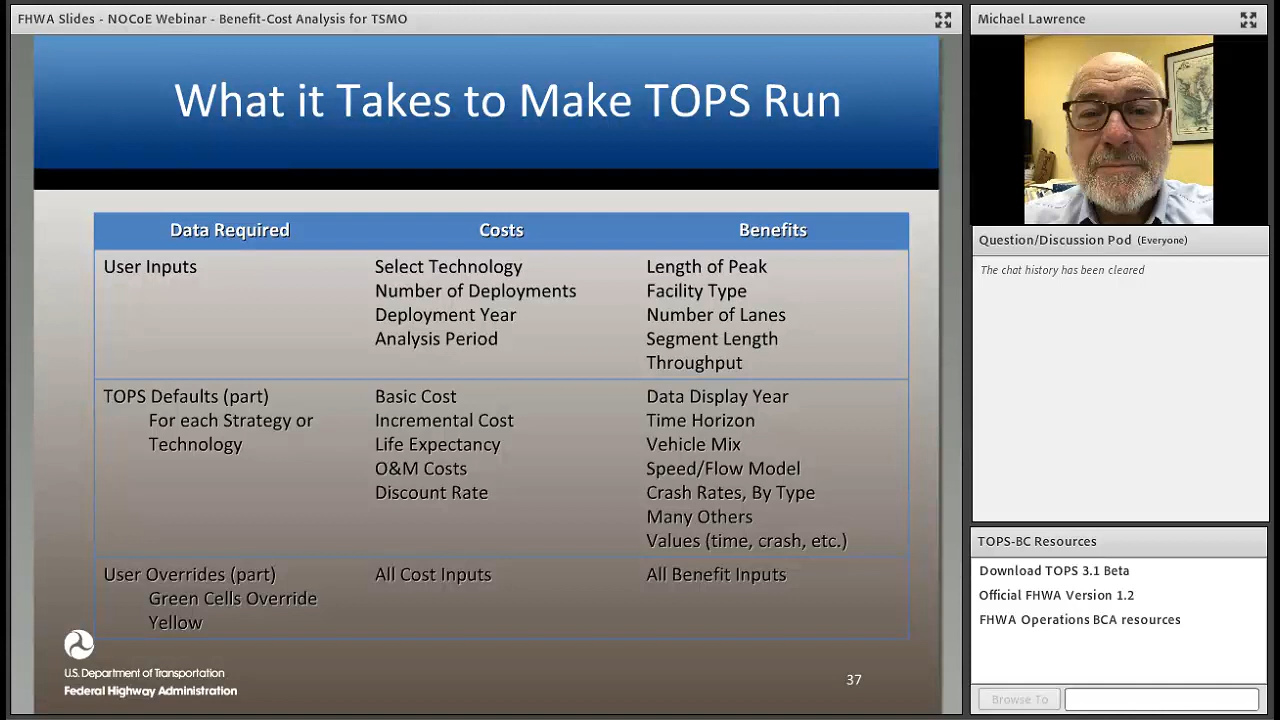 FHWA Slides - NOCoE Webinar - Benefit-Cost Analysis for TSMO
What it Takes to Make TOPS Run
Data Required
Costs
Benefits
User Inputs
Select Technology
Number of Deployments
Deployment Year
Analysis Period
Length of Peak
Facility Type
Number of Lanes
Segment Length
Throughput
TOPS Defaults (part)
For each Strategy or
Technology
Basic Cost
Incremental Cost
Life Expectancy
O&M Costs
Discount Rate
Data Display Year
Time Horizon
Vehicle Mix
Speed/Flow Model
Crash Rates, By Type
Many Others
Values (time, crash, etc.)
User Overrides (part)
Green Cells Override
Yellow
All Cost Inputs
All Benefit Inputs
U.S. Department of Transportation
Federal Highway Administration
37
Michael Lawrence
Question/Discussion Pod (Everyone)
The chat history has been cleared
TOPS-BC Resources
Download TOPS 3.1 Beta
Official FHWA Version 1.2
FHWA Operations BCA resources
Browse To